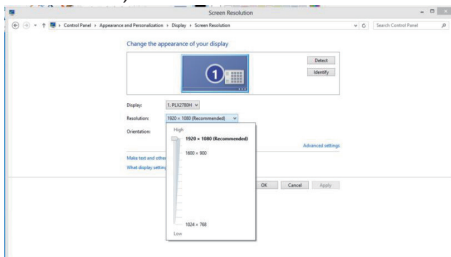 Screen Resolution
Control Panel › Appearance and Personalization › Display › Screen Resolution
Search Control Panel
Change the appearance of your display
1
Detect
Identify
Display:
Resolution:
1920 × 1080 (Recommended)
Orientation:
High
1920 × 1080 (Recommended)
1600 × 900
1024 × 768
Low
Advanced settings
Make text and other
What display setting
OK
Cancel
Apply